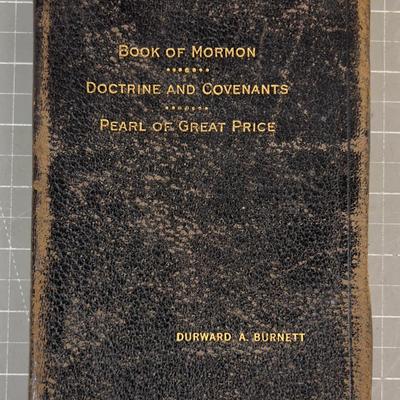 BOOK OF MORMON
DOCTRINE AND COVENANTS
PEARL OF GREAT PRICE
DURWARD A. BURNETT